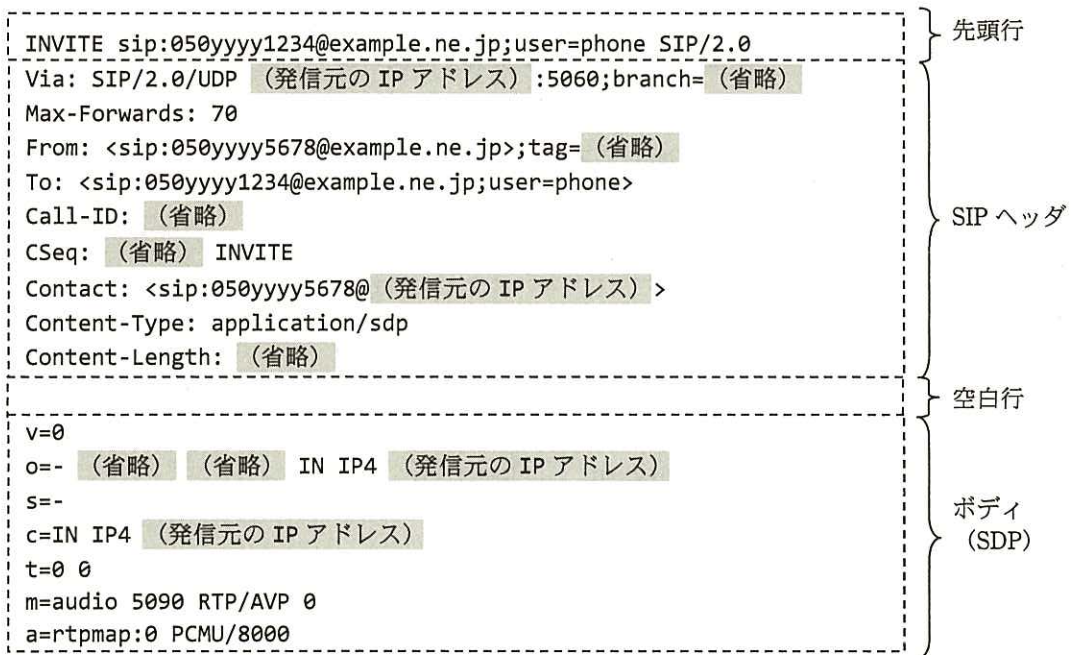 INVITE sip:050yyyy1234@example.ne.jp;user=phone SIP/2.0
先頭行
Via: SIP/2.0/UDP （発信元の IP アドレス）:5060;branch=（省略）
Max-Forwards: 70
From: <sip:050yyyy5678@example.ne.jp>;tag=（省略）
To: <sip:050yyyy1234@example.ne.jp;user=phone>
Call-ID: （省略）
CSeq: （省略） INVITE
Contact: <sip:050yyyy5678@（発信元の IP アドレス）>
Content-Type: application/sdp
Content-Length: （省略）
SIP ヘッダ
空白行
v=0
o=- （省略） （省略） IN IP4 （発信元の IP アドレス）
s=-
c=IN IP4 （発信元の IP アドレス）
t=0 0
m=audio 5090 RTP/AVP 0
a=rtpmap:0 PCMU/8000
ボディ
（SDP）